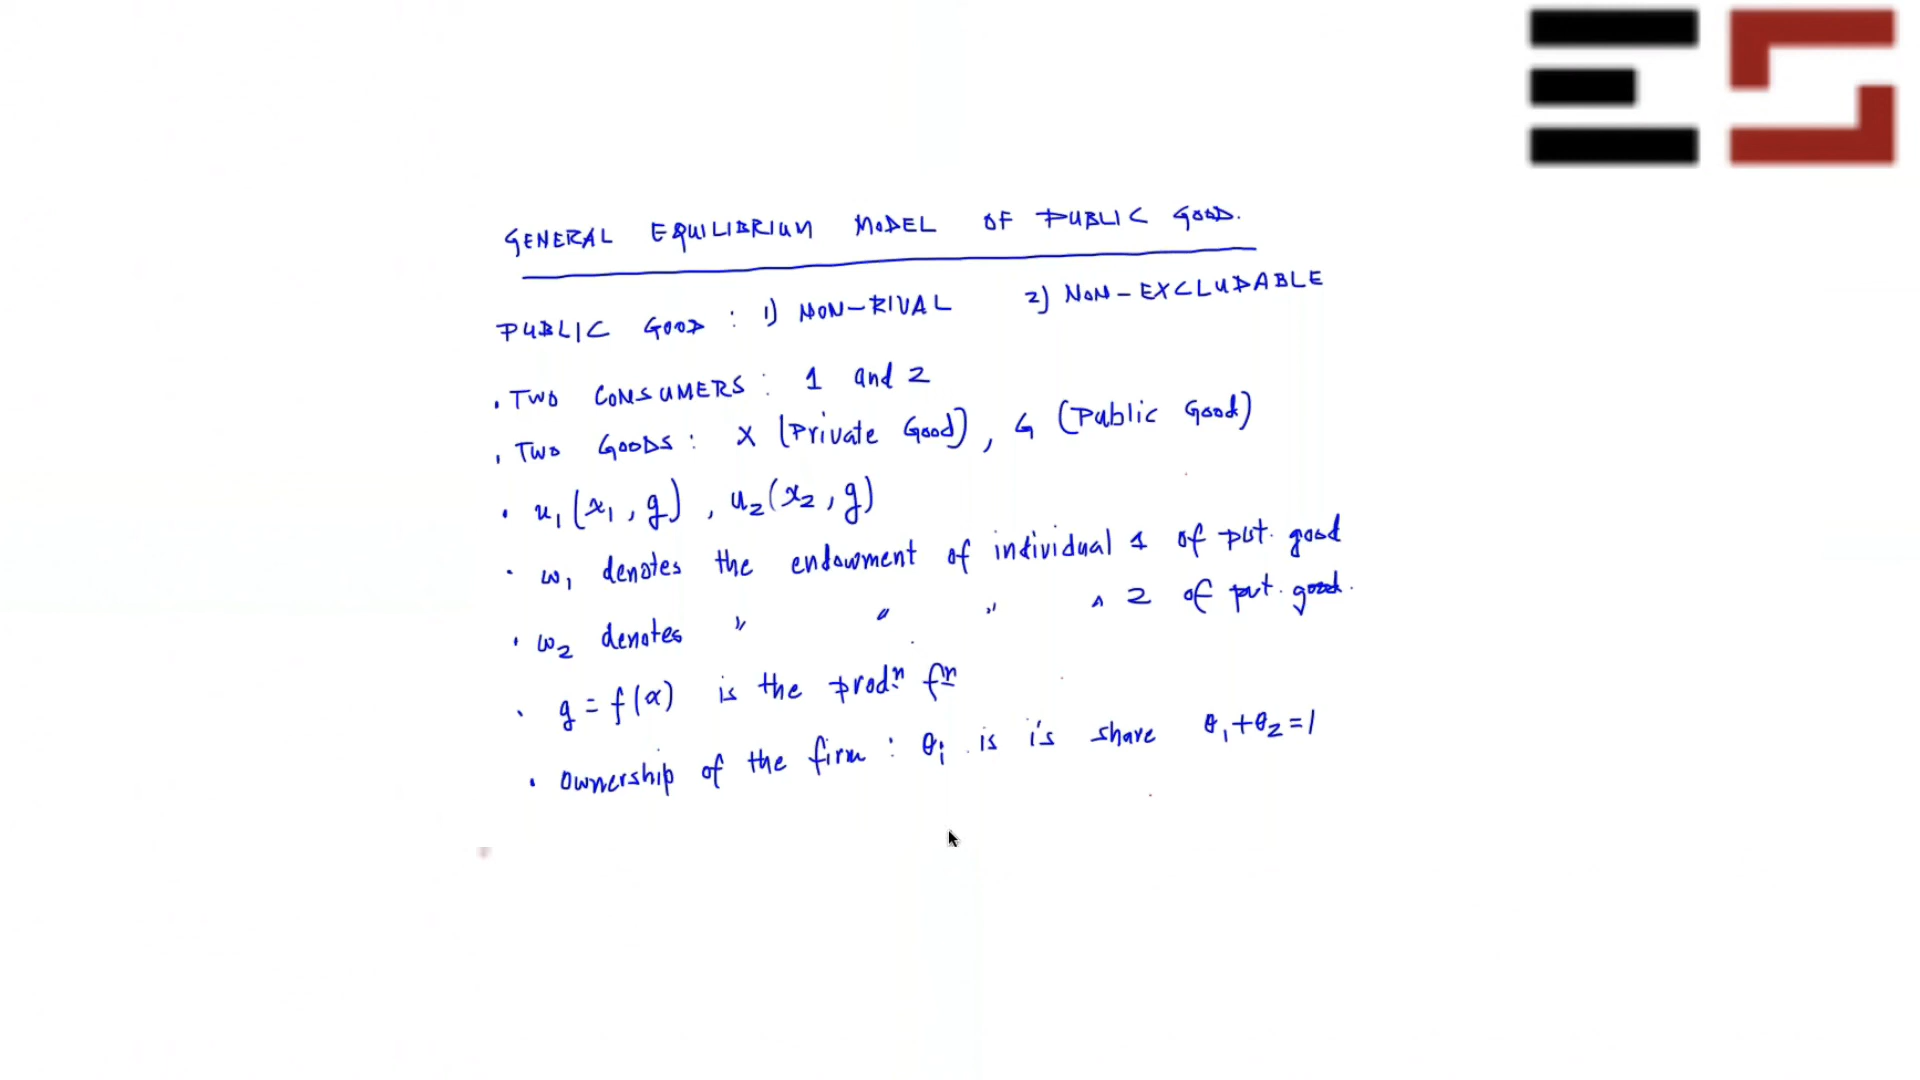 ES
GENERAL EQUILIBRIUM MODEL OF PUBLIC GOOD.
PUBLIC GOOD : 1) NON-RIVAL 2) NON-EXCLUDABLE
• TWO CONSUMERS : 1 and 2
• TWO GOODS : X (Private Good), G (Public Good)
• u₁(x₁, g), u₂(x₂, g)
• ω₁ denotes the endowment of individual 1 of pvt. good
• ω₂ denotes " " " " 2 of pvt. good.
• g = f(x) is the prodⁿ fⁿ
• Ownership of the firm : θᵢ is i's share θ₁+θ₂=1